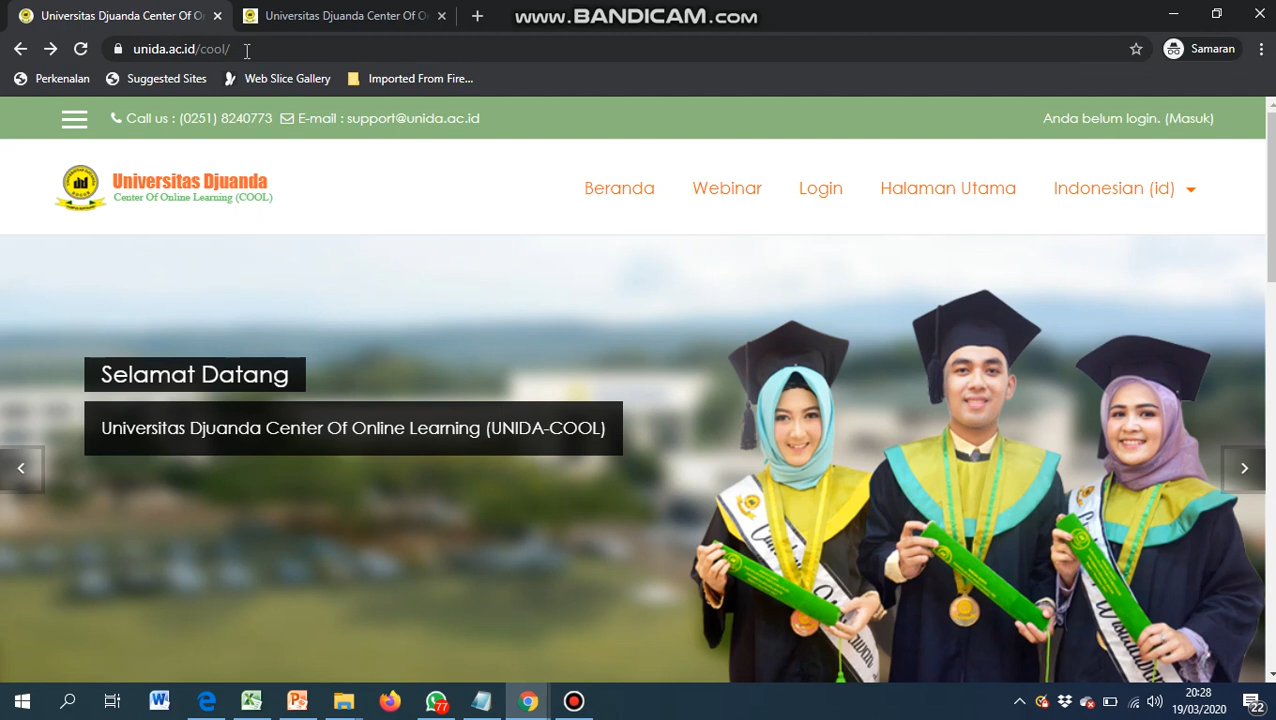 Universitas Djuanda Center Of O
Universitas Djuanda Center Of On
www.BANDICAM.com
unida.ac.id/cool/
Samaran
Perkenalan
Suggested Sites
Web Slice Gallery
Imported From Fire...
Call us : (0251) 8240773 E-mail : support@unida.ac.id
Anda belum login. (Masuk)
Universitas Djuanda
Center Of Online Learning (COOL)
Beranda
Webinar
Login
Halaman Utama
Indonesian (id)
Selamat Datang
Universitas Djuanda Center Of Online Learning (UNIDA-COOL)
77
20:28
19/03/2020
22